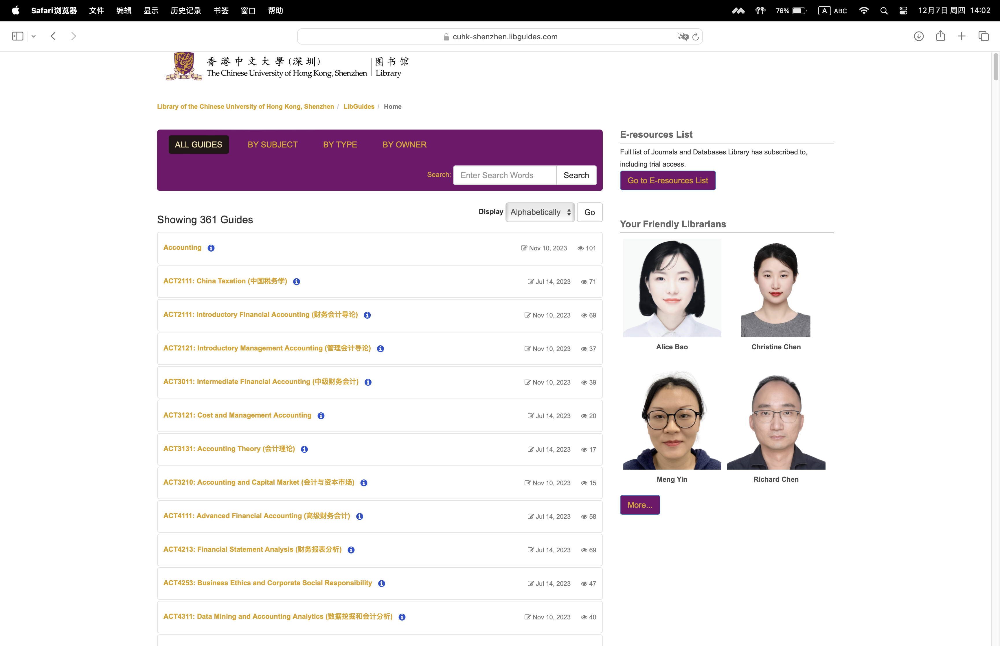 Safari浏览器 文件 编辑 显示 历史记录 书签 窗口 帮助
76% A ABC 12月7日 周四 14:02
cuhk-shenzhen.libguides.com
香港中文大學(深圳) 图书馆
The Chinese University of Hong Kong, Shenzhen Library
Library of the Chinese University of Hong Kong, Shenzhen / LibGuides / Home
ALL GUIDES BY SUBJECT BY TYPE BY OWNER
Search: Enter Search Words Search
Display Alphabetically Go
Showing 361 Guides
Accounting Nov 10, 2023 101
ACT2111: China Taxation (中国税务学) Jul 14, 2023 71
ACT2111: Introductory Financial Accounting (财务会计导论) Nov 10, 2023 69
ACT2121: Introductory Management Accounting (管理会计导论) Nov 10, 2023 37
ACT3011: Intermediate Financial Accounting (中级财务会计) Nov 10, 2023 39
ACT3121: Cost and Management Accounting Jul 14, 2023 20
ACT3131: Accounting Theory (会计理论) Jul 14, 2023 17
ACT3210: Accounting and Capital Market (会计与资本市场) Nov 10, 2023 15
ACT4111: Advanced Financial Accounting (高级财务会计) Jul 14, 2023 58
ACT4213: Financial Statement Analysis (财务报表分析) Jul 14, 2023 69
ACT4253: Business Ethics and Corporate Social Responsibility Jul 14, 2023 47
ACT4311: Data Mining and Accounting Analytics (数据挖掘和会计分析) Nov 10, 2023 40
E-resources List
Full list of Journals and Databases Library has subscribed to,
including trial access.
Go to E-resources List
Your Friendly Librarians
Alice Bao Christine Chen
Meng Yin Richard Chen
More...